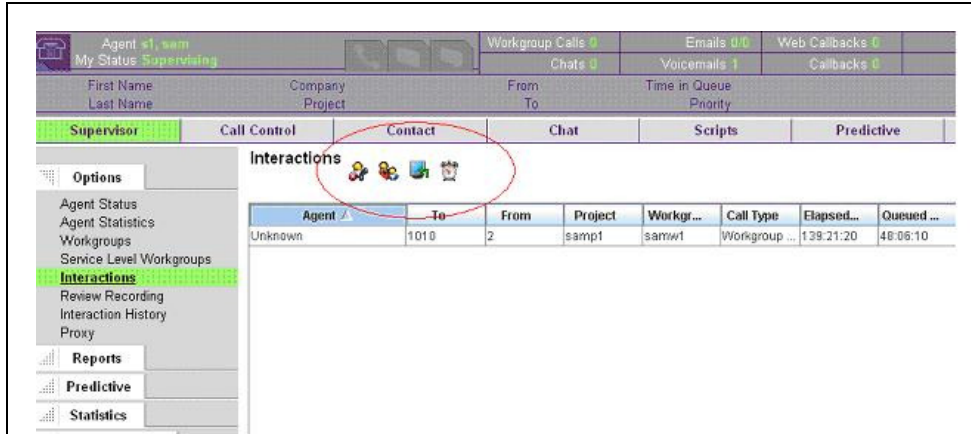 Agent s1, sam
My Status Supervising
Workgroup Calls 0 Emails 0/0 Web Callbacks 0
Chats 0 Voicemails 1 Callbacks 0
First Name Company From Time in Queue
Last Name Project To Priority
Supervisor Call Control Contact Chat Scripts Predictive
Interactions
Options
Agent Status
Agent Statistics
Workgroups
Service Level Workgroups
Interactions
Review Recording
Interaction History
Proxy
Reports
Predictive
Statistics
Agent To From Project Workgr... Call Type Elapsed... Queued ...
Unknown 1010 2 samp1 samw1 Workgroup ... 139:21:20 48:06:10